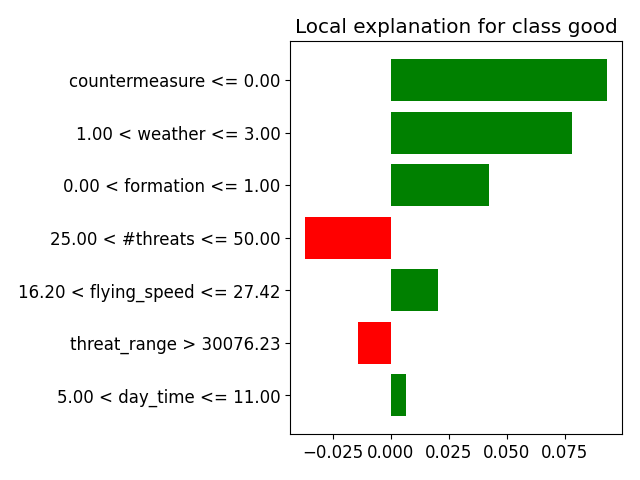 Local explanation for class good
countermeasure <= 0.00
1.00 < weather <= 3.00
0.00 < formation <= 1.00
25.00 < #threats <= 50.00
16.20 < flying_speed <= 27.42
threat_range > 30076.23
5.00 < day_time <= 11.00
−0.025 0.000 0.025 0.050 0.075